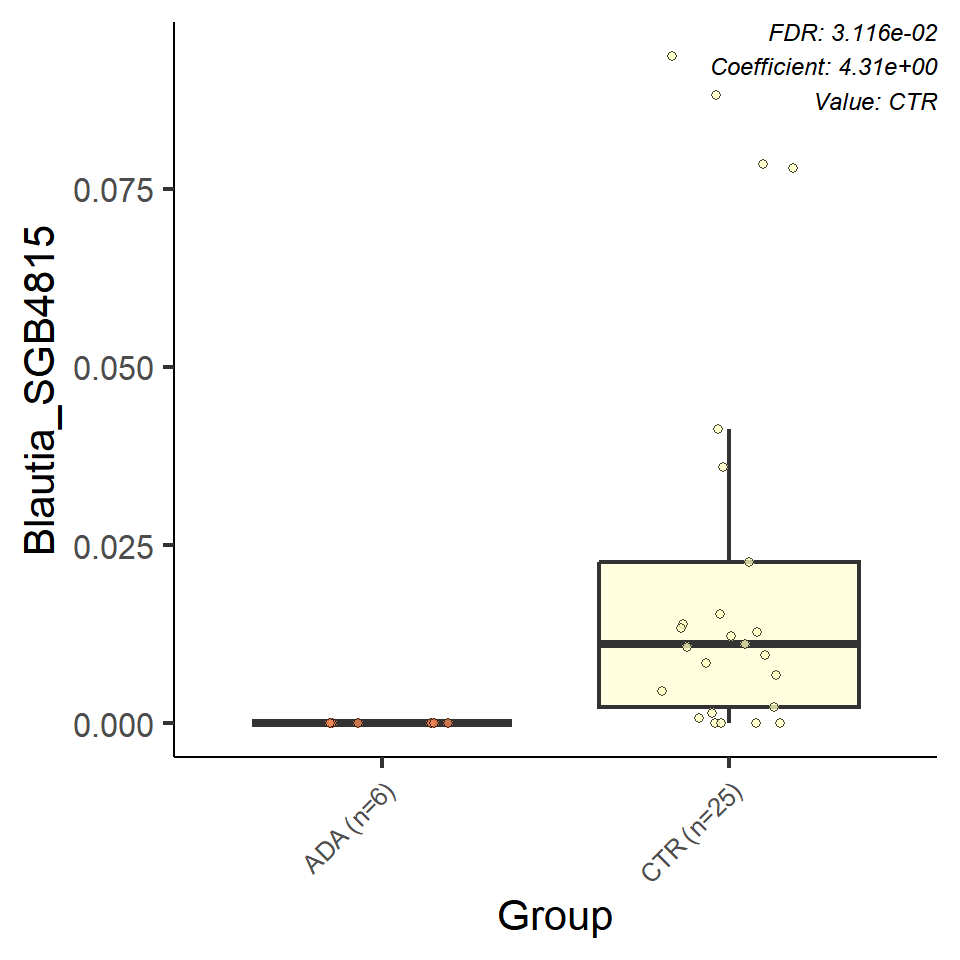 FDR: 3.116e-02
Coefficient: 4.31e+00
Value: CTR
Blautia_SGB4815
0.075
0.050
0.025
0.000
ADA (n=6)
CTR (n=25)
Group